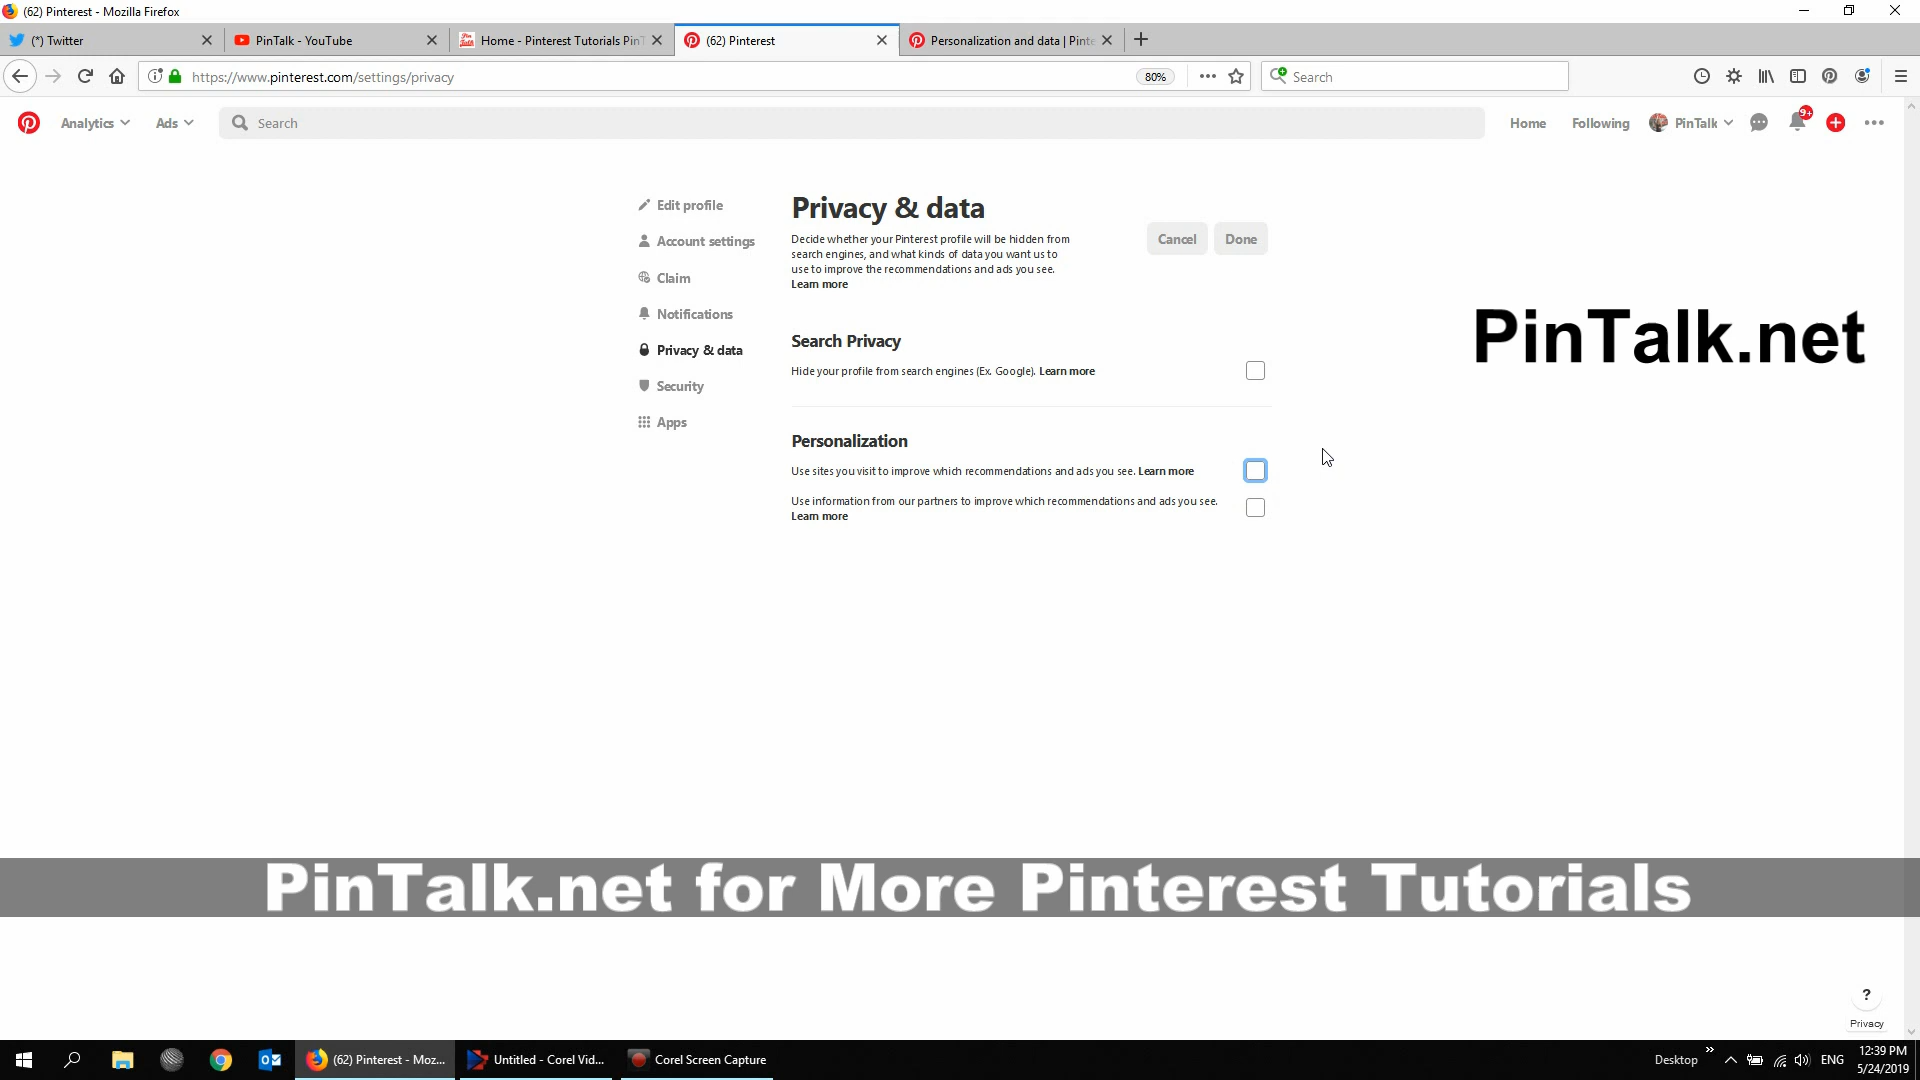 (62) Pinterest - Mozilla Firefox
(*) Twitter
PinTalk - YouTube
Home - Pinterest Tutorials PinT
(62) Pinterest
Personalization and data | Pinte
https://www.pinterest.com/settings/privacy
80%
Search
Analytics
Ads
Search
Home
Following
PinTalk
9+
Edit profile
Account settings
Claim
Notifications
Privacy & data
Security
Apps
Privacy & data
Decide whether your Pinterest profile will be hidden from
search engines, and what kinds of data you want us to
use to improve the recommendations and ads you see.
Learn more
Cancel
Done
Search Privacy
Hide your profile from search engines (Ex. Google). Learn more
Personalization
Use sites you visit to improve which recommendations and ads you see. Learn more
Use information from our partners to improve which recommendations and ads you see.
Learn more
PinTalk.net
PinTalk.net for More Pinterest Tutorials
?
Privacy
(62) Pinterest - Moz...
Untitled - Corel Vid...
Corel Screen Capture
Desktop
ENG
12:39 PM
5/24/2019